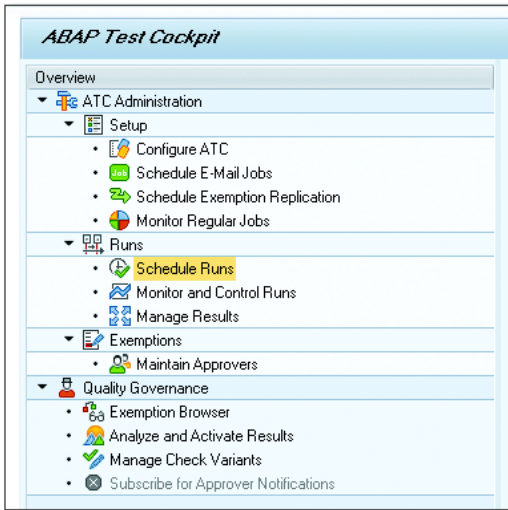 ABAP Test Cockpit
Overview
ATC Administration
Setup
Configure ATC
Schedule E-Mail Jobs
Schedule Exemption Replication
Monitor Regular Jobs
Runs
Schedule Runs
Monitor and Control Runs
Manage Results
Exemptions
Maintain Approvers
Quality Governance
Exemption Browser
Analyze and Activate Results
Manage Check Variants
Subscribe for Approver Notifications